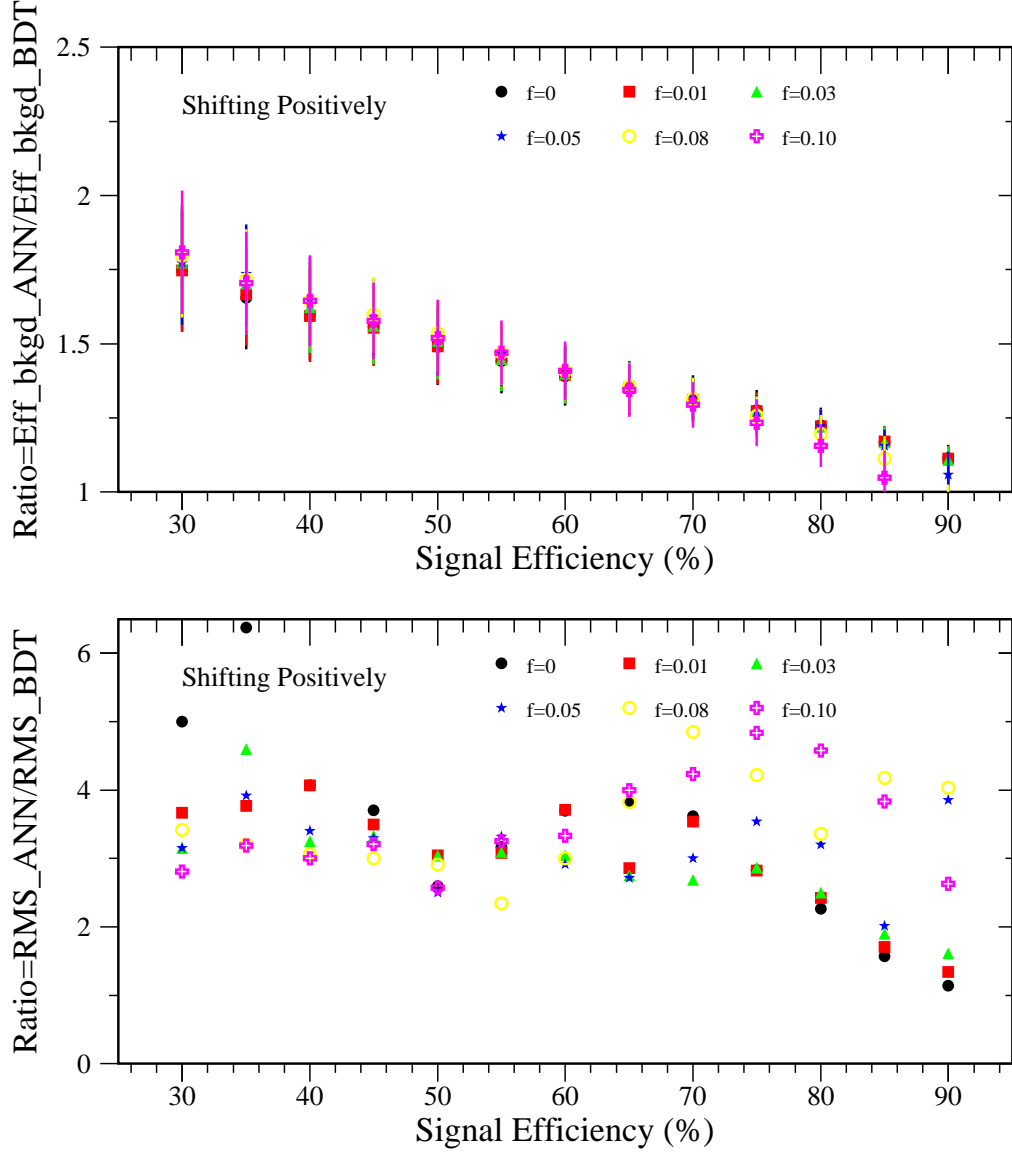 Ratio=Eff_bkgd_ANN/Eff_bkgd_BDT
2.5
2
1.5
1
Shifting Positively
f=0 f=0.01 f=0.03
f=0.05 f=0.08 f=0.10
30 40 50 60 70 80 90
Signal Efficiency (%)
Ratio=RMS_ANN/RMS_BDT
6
4
2
0
Shifting Positively
f=0 f=0.01 f=0.03
f=0.05 f=0.08 f=0.10
30 40 50 60 70 80 90
Signal Efficiency (%)